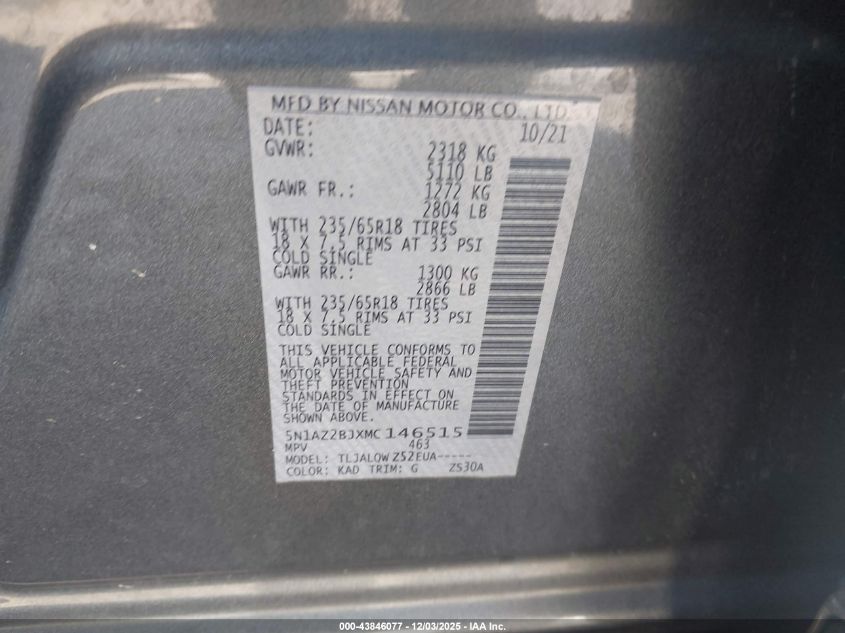 MFD BY NISSAN MOTOR CO., LTD.
DATE: 10/21
GVWR: 2318 KG
5110 LB
GAWR FR.: 1272 KG
2804 LB
WITH 235/65R18 TIRES
18 X 7.5 RIMS AT 33 PSI
COLD SINGLE
GAWR RR.: 1300 KG
2866 LB
WITH 235/65R18 TIRES
18 X 7.5 RIMS AT 33 PSI
COLD SINGLE
THIS VEHICLE CONFORMS TO
ALL APPLICABLE FEDERAL
MOTOR VEHICLE SAFETY AND
THEFT PREVENTION
STANDARDS IN EFFECT ON
THE DATE OF MANUFACTURE
SHOWN ABOVE.
5N1AZ2BJXMC146515
MPV 463
MODEL: TLJALOW Z52EUA-----
COLOR: KAD TRIM: G ZS30A
000-43846077 - 12/03/2025 - IAA Inc.